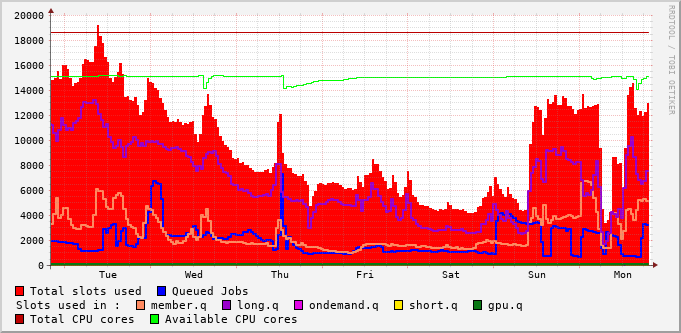 20000
18000
16000
14000
12000
10000
8000
6000
4000
2000
0
Tue Wed Thu Fri Sat Sun Mon
RRDTOOL / TOBI OETIKER
Total slots used Queued Jobs
Slots used in : member.q long.q ondemand.q short.q gpu.q
Total CPU cores Available CPU cores